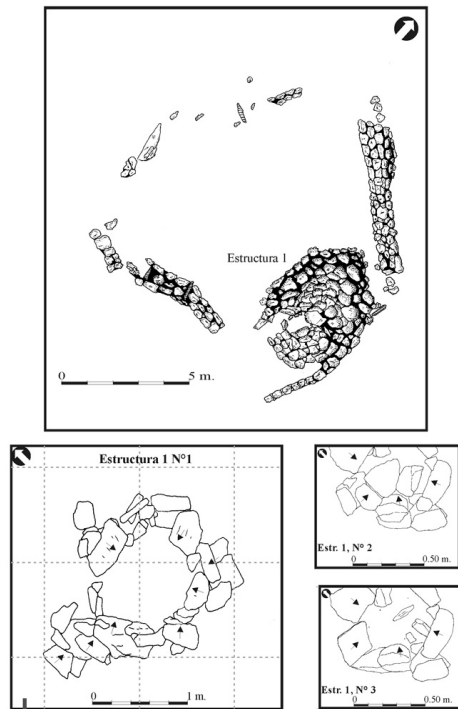 Estructura 1
0 5 m.
Estructura 1 N°1
0 1 m.
Estr. 1, N° 2
0 0.50 m.
Estr. 1, N° 3
0 0.50 m.